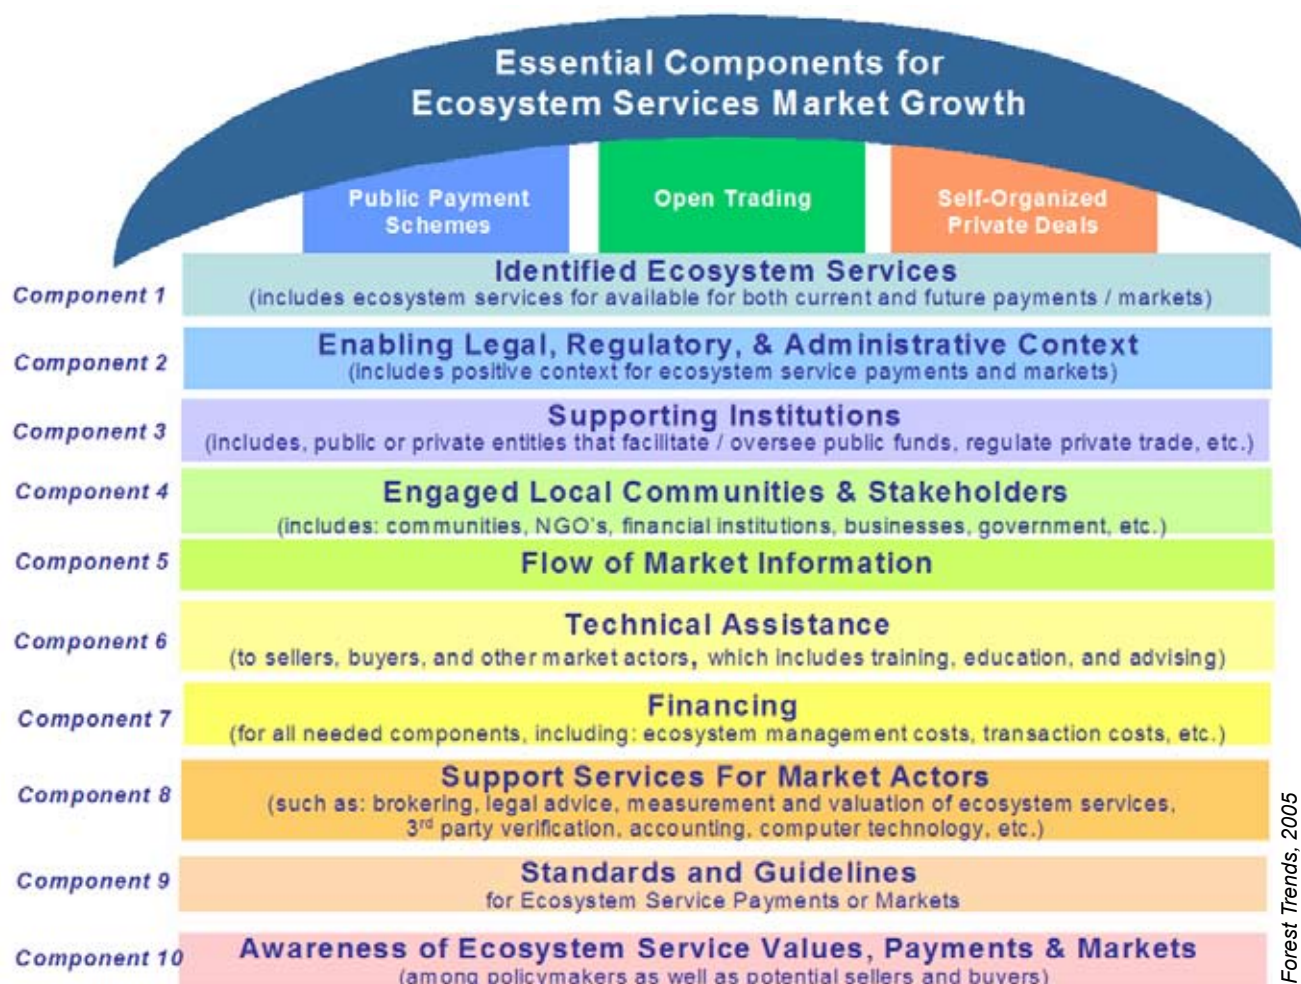 Essential Components for
Ecosystem Services Market Growth
Public Payment
Schemes
Open Trading
Self-Organized
Private Deals
Component 1
Identified Ecosystem Services
(includes ecosystem services for available for both current and future payments / markets)
Component 2
Enabling Legal, Regulatory, & Administrative Context
(includes positive context for ecosystem service payments and markets)
Component 3
Supporting Institutions
(includes, public or private entities that facilitate / oversee public funds, regulate private trade, etc.)
Component 4
Engaged Local Communities & Stakeholders
(includes: communities, NGO's, financial institutions, businesses, government, etc.)
Component 5
Flow of Market Information
Component 6
Technical Assistance
(to sellers, buyers, and other market actors, which includes training, education, and advising)
Component 7
Financing
(for all needed components, including: ecosystem management costs, transaction costs, etc.)
Component 8
Support Services For Market Actors
(such as: brokering, legal advice, measurement and valuation of ecosystem services,
3rd party verification, accounting, computer technology, etc.)
Component 9
Standards and Guidelines
for Ecosystem Service Payments or Markets
Component 10
Awareness of Ecosystem Service Values, Payments & Markets
(among policymakers as well as potential sellers and buyers)
Forest Trends, 2005